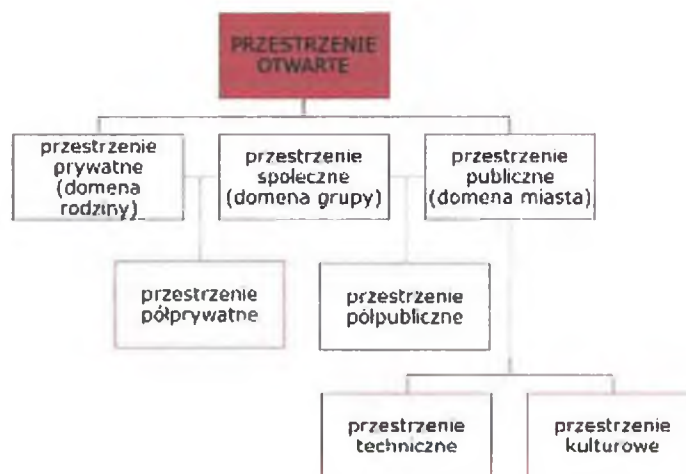 PRZESTRZENIE
OTWARTE
przestrzenie
prywatne
(domena
rodziny)
przestrzenie
społeczne
(domena grupy)
przestrzenie
publiczne
(domena miasta)
przestrzenie
półprywatne
przestrzenie
półpubliczne
przestrzenie
techniczne
przestrzenie
kulturowe